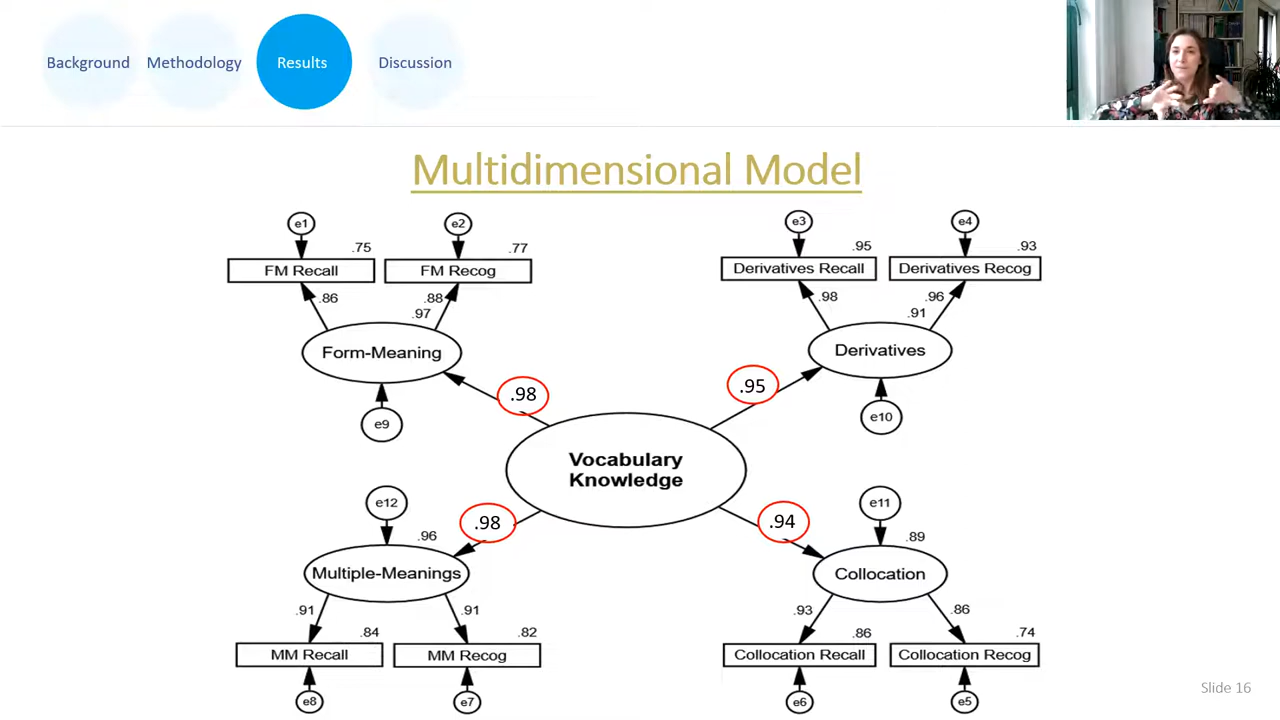 Background
Methodology
Results
Discussion
Multidimensional Model
e1
e2
e3
e4
.75
.77
.95
.93
FM Recall
FM Recog
Derivatives Recall
Derivatives Recog
.86
.88
.98
.96
.97
.91
Form-Meaning
Derivatives
.98
.95
e9
e10
Vocabulary
Knowledge
e12
e11
.98
.94
.96
.89
Multiple-Meanings
Collocation
.91
.91
.93
.86
.84
.82
.86
.74
MM Recall
MM Recog
Collocation Recall
Collocation Recog
e8
e7
e6
e5
Slide 16